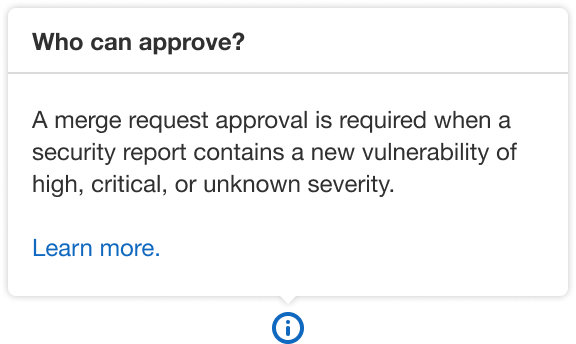 Who can approve?
A merge request approval is required when a
security report contains a new vulnerability of
high, critical, or unknown severity.
Learn more.